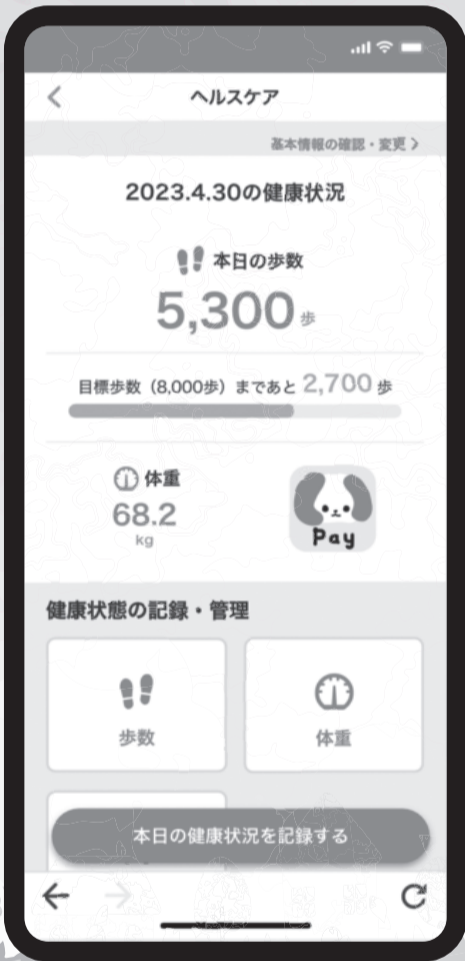 ヘルスケア
基本情報の確認・変更
2023.4.30の健康状況
本日の歩数
5,300 歩
目標歩数（8,000歩）まであと 2,700 歩
体重
68.2
kg
Pay
健康状態の記録・管理
歩数
体重
本日の健康状況を記録する